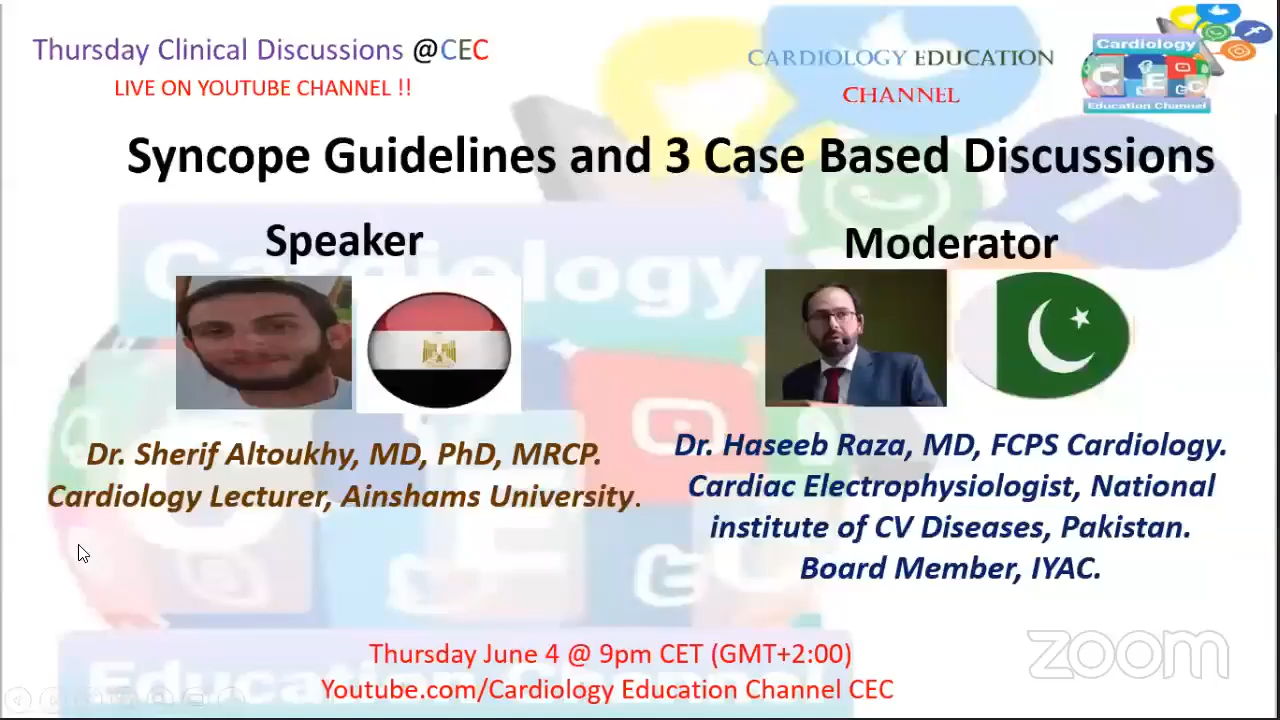 Thursday Clinical Discussions @CEC
LIVE ON YOUTUBE CHANNEL !!
CARDIOLOGY EDUCATION
CHANNEL
Cardiology
C E C
Education Channel
Syncope Guidelines and 3 Case Based Discussions
Speaker
Moderator
Dr. Sherif Altoukhy, MD, PhD, MRCP.
Cardiology Lecturer, Ainshams University.
Dr. Haseeb Raza, MD, FCPS Cardiology.
Cardiac Electrophysiologist, National
institute of CV Diseases, Pakistan.
Board Member, IYAC.
Thursday June 4 @ 9pm CET (GMT+2:00)
Youtube.com/Cardiology Education Channel CEC
zoom
Cardiology
C E C
Education Channel